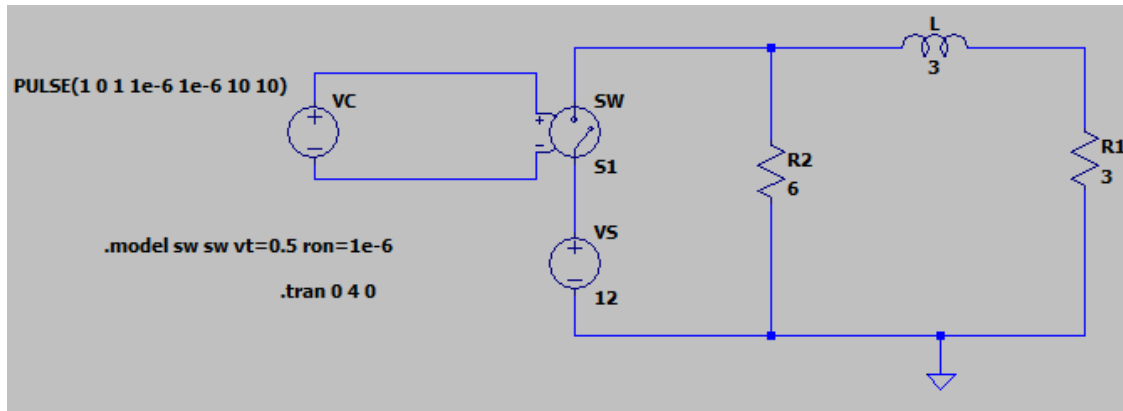 L
3
PULSE(1 0 1 1e-6 1e-6 10 10)
VC
SW
S1
R2
6
R1
3
.model sw sw vt=0.5 ron=1e-6
VS
.tran 0 4 0
12